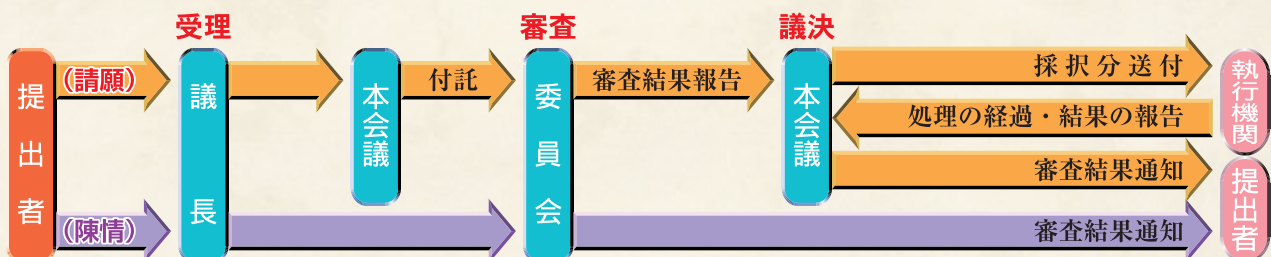 受理
審査
議決
提出者
(請願)
議長
本会議
付託
委員会
審査結果報告
本会議
採択分送付
処理の経過・結果の報告
審査結果通知
執行機関
(陳情)
審査結果通知
提出者